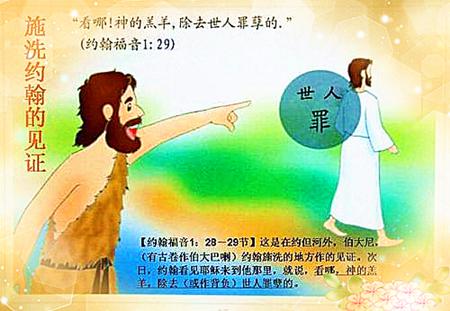 施洗约翰的见证
“看哪！神的羔羊，除去世人罪孽的.”
(约翰福音1：29)
世人
罪
【约翰福音1：28－29节】这是在约但河外，伯大尼，
(有古卷作伯大巴喇) 约翰施洗的地方作的见证。次
日，约翰看见耶稣来到他那里，就说，看哪，神的羔
羊，除去（或作背负）世人罪孽的。